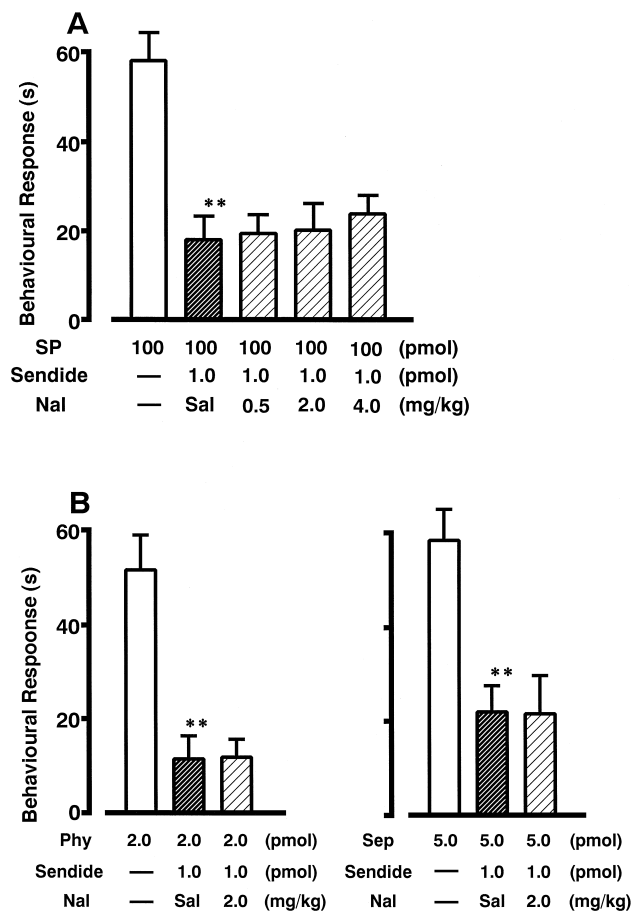 A
Behavioural Response (s)
60
40
20
0
**
SP 100 100 100 100 100 (pmol)
Sendide — 1.0 1.0 1.0 1.0 (pmol)
Nal — Sal 0.5 2.0 4.0 (mg/kg)
B
Behavioural Respoonse (s)
60
40
20
0
**
**
Phy 2.0 2.0 2.0 (pmol) Sep 5.0 5.0 5.0 (pmol)
Sendide — 1.0 1.0 (pmol) Sendide — 1.0 1.0 (pmol)
Nal — Sal 2.0 (mg/kg) Nal — Sal 2.0 (mg/kg)